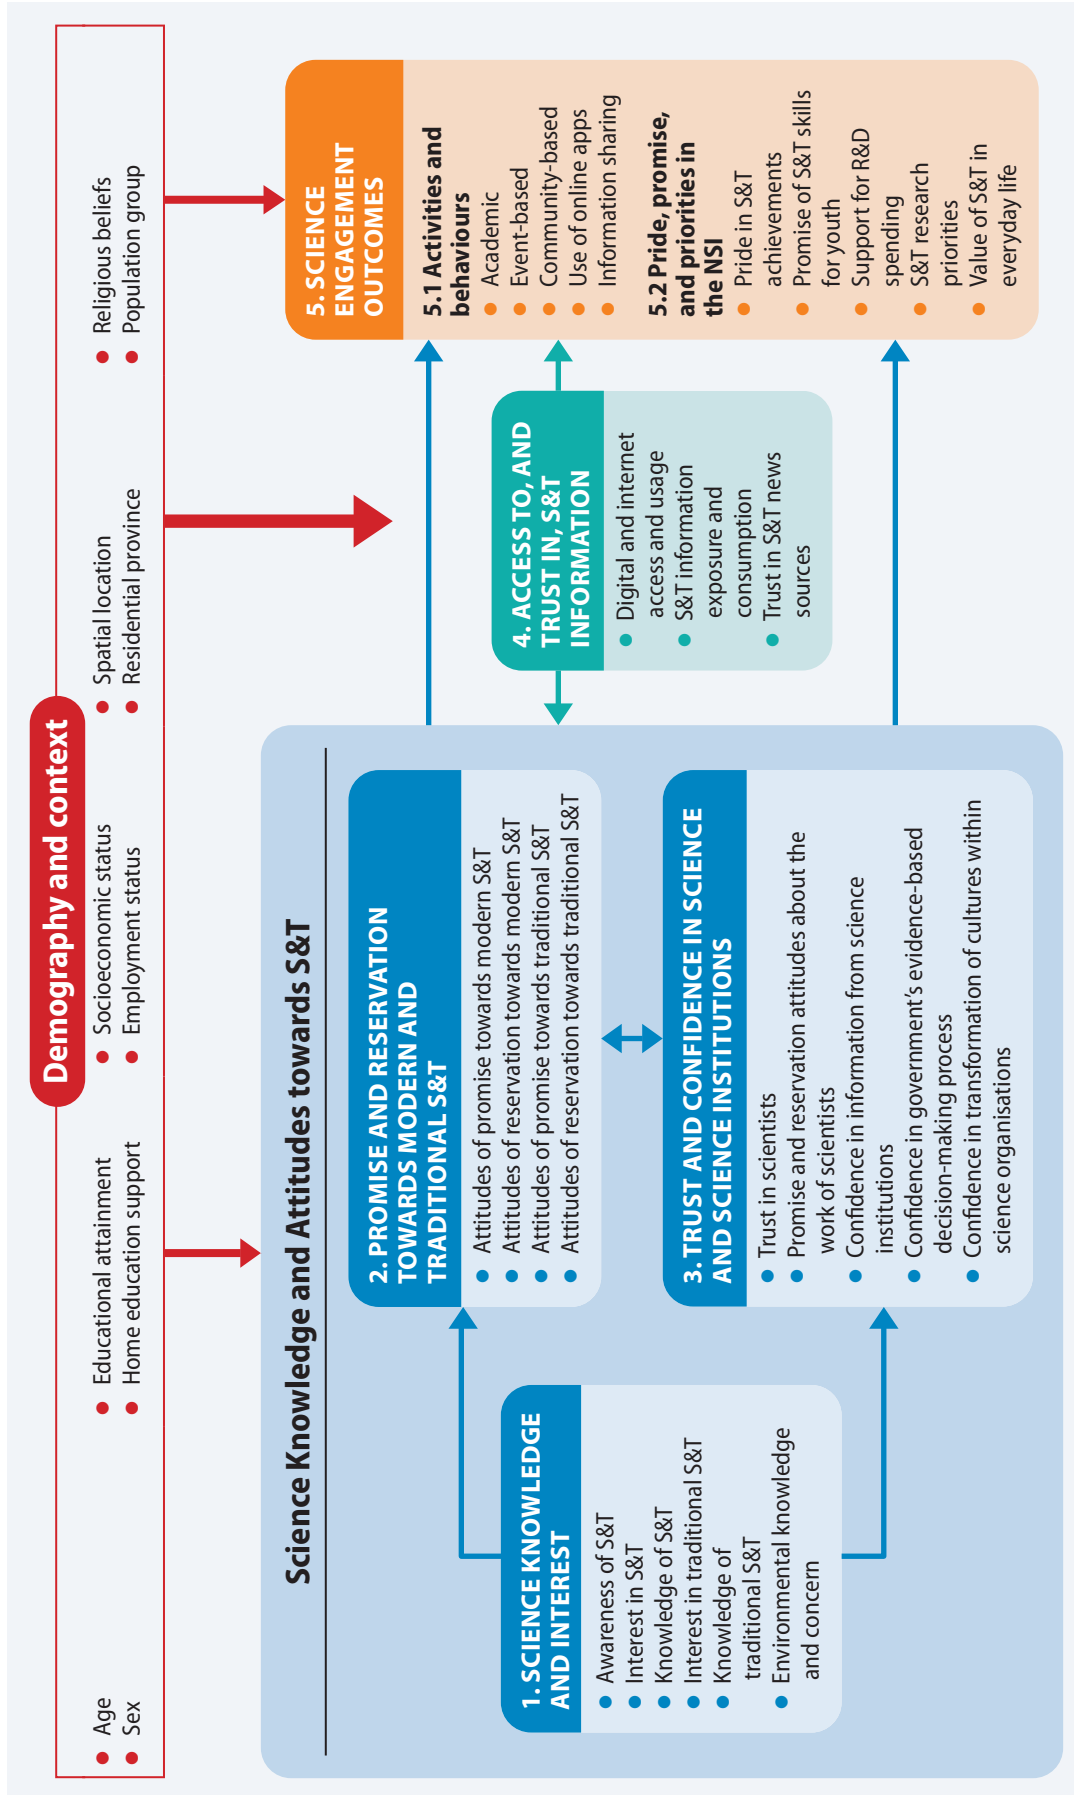 Demography and context
Age
Sex
Educational attainment
Home education support
Socioeconomic status
Employment status
Spatial location
Residential province
Religious beliefs
Population group
Science Knowledge and Attitudes towards S&T
1. SCIENCE KNOWLEDGE
AND INTEREST
Awareness of S&T
Interest in S&T
Knowledge of S&T
Interest in traditional S&T
Knowledge of
traditional S&T
Environmental knowledge
and concern
2. PROMISE AND RESERVATION
TOWARDS MODERN AND
TRADITIONAL S&T
Attitudes of promise towards modern S&T
Attitudes of reservation towards modern S&T
Attitudes of promise towards traditional S&T
Attitudes of reservation towards traditional S&T
3. TRUST AND CONFIDENCE IN SCIENCE
AND SCIENCE INSTITUTIONS
Trust in scientists
Promise and reservation attitudes about the
work of scientists
Confidence in information from science
institutions
Confidence in government's evidence-based
decision-making process
Confidence in transformation of cultures within
science organisations
4. ACCESS TO, AND
TRUST IN, S&T
INFORMATION
Digital and internet
access and usage
S&T information
exposure and
consumption
Trust in S&T news
sources
5. SCIENCE
ENGAGEMENT
OUTCOMES
5.1 Activities and
behaviours
Academic
Event-based
Community-based
Use of online apps
Information sharing
5.2 Pride, promise,
and priorities in
the NSI
Pride in S&T
achievements
Promise of S&T skills
for youth
Support for R&D
spending
S&T research
priorities
Value of S&T in
everyday life